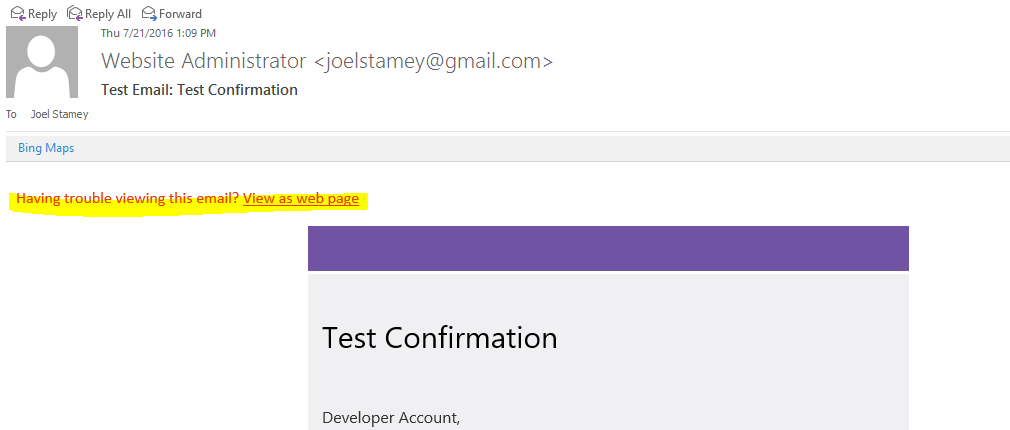 Reply Reply All Forward
Thu 7/21/2016 1:09 PM
Website Administrator <joelstamey@gmail.com>
Test Email: Test Confirmation
To Joel Stamey
Bing Maps
Having trouble viewing this email? View as web page
Test Confirmation
Developer Account,